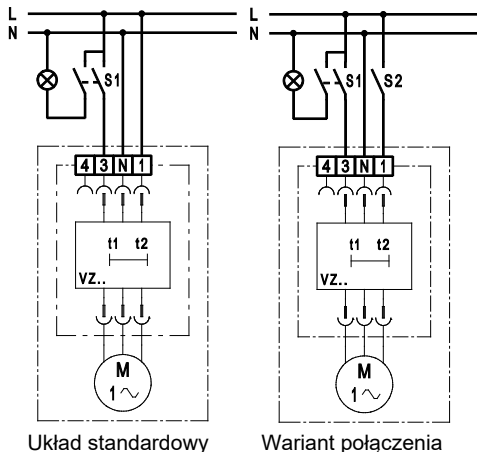 L
N
S1
4 3 N 1
t1 t2
VZ..
M
1
Układ standardowy
L
N
S1 S2
4 3 N 1
t1 t2
VZ..
M
1
Wariant połączenia